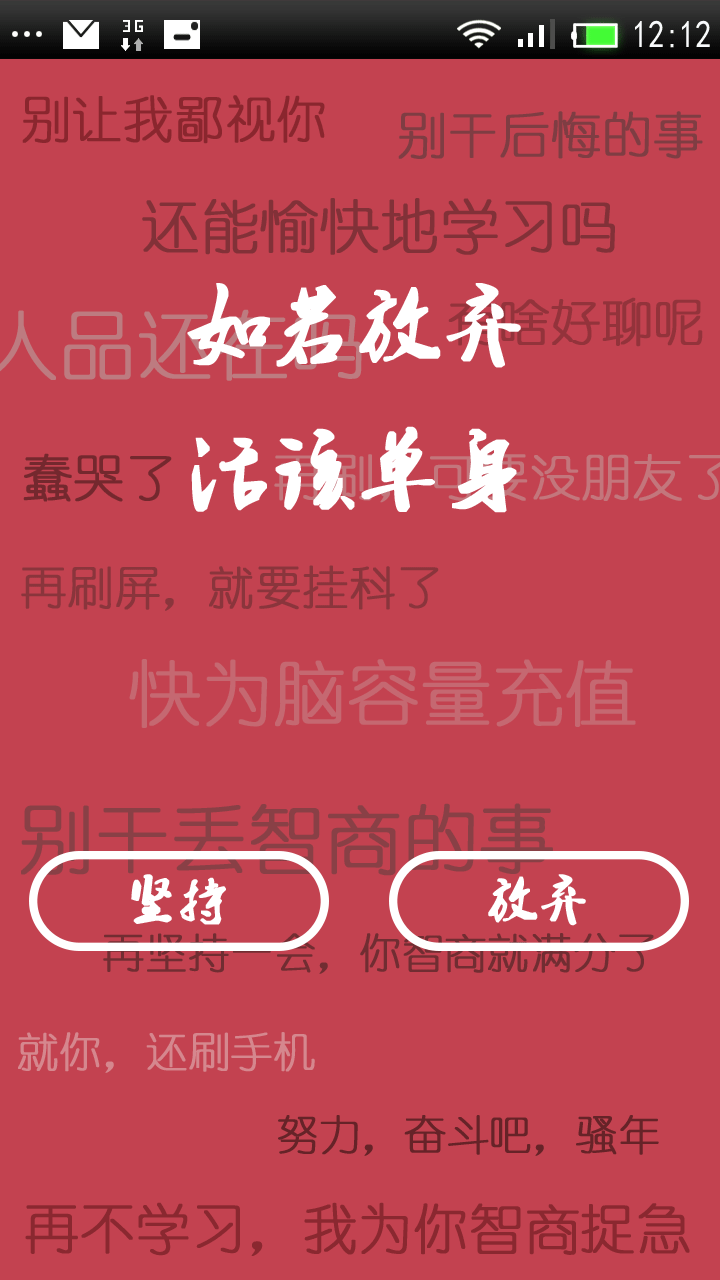 3G 12:12
别让我鄙视你
别干后悔的事
还能愉快地学习吗
如若放弃
人品还在吗
啥好聊呢
活该单身
蠢哭了
再刷，可要没朋友了
再刷屏，就要挂科了
快为脑容量充值
别干丢智商的事
坚持 放弃
再坚持一会，你智商就满分了
就你，还刷手机
努力，奋斗吧，骚年
再不学习，我为你智商捉急